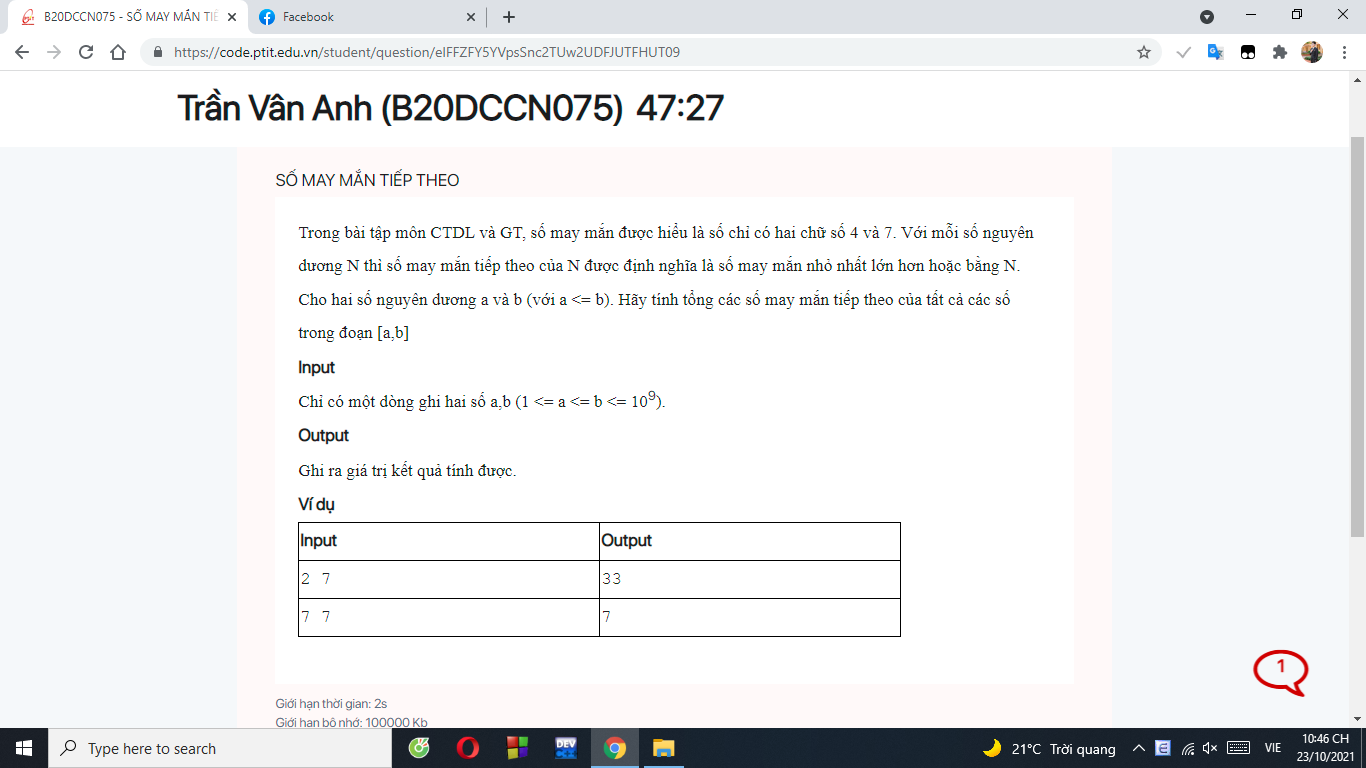 B20DCCN075 - SỐ MAY MẮN TIẾ
Facebook
https://code.ptit.edu.vn/student/question/elFFZFY5YVpsSnc2TUw2UDFJUTFHUT09
Trần Vân Anh (B20DCCN075) 47:27
SỐ MAY MẮN TIẾP THEO
Trong bài tập môn CTDL và GT, số may mắn được hiểu là số chỉ có hai chữ số 4 và 7. Với mỗi số nguyên
dương N thì số may mắn tiếp theo của N được định nghĩa là số may mắn nhỏ nhất lớn hơn hoặc bằng N.
Cho hai số nguyên dương a và b (với a <= b). Hãy tính tổng các số may mắn tiếp theo của tất cả các số
trong đoạn [a,b]
Input
Chỉ có một dòng ghi hai số a,b (1 <= a <= b <= 10⁹).
Output
Ghi ra giá trị kết quả tính được.
Ví dụ
Input Output
2 7 33
7 7 7
1
Giới hạn thời gian: 2s
Giới hạn bộ nhớ: 100000 Kb
Type here to search
DEV
21°C Trời quang
VIE
10:46 CH
23/10/2021